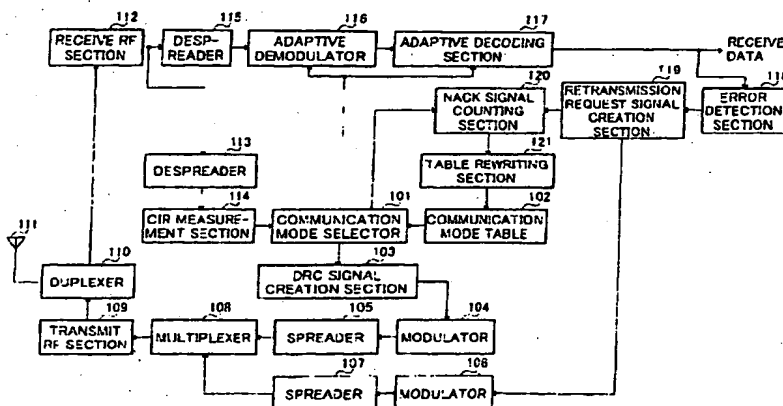 112
RECEIVE RF
SECTION
115
DESP-
READER
116
ADAPTIVE
DEMODULATOR
117
ADAPTIVE DECODING
SECTION
RECEIVE
DATA
120
NACK SIGNAL
COUNTING
SECTION
119
RETRANSMISSION
REQUEST SIGNAL
CREATION
SECTION
118
ERROR
DETECTION
SECTION
113
DESPREADER
121
TABLE REWRITING
SECTION
111
114
CIR MEASURE-
MENT SECTION
101
COMMUNICATION
MODE SELECTOR
102
COMMUNICATION
MODE TABLE
110
DUPLEXER
103
DRC SIGNAL
CREATION SECTION
109
TRANSMIT
RF SECTION
108
MULTIPLEXER
105
SPREADER
104
MODULATOR
107
SPREADER
106
MODULATOR